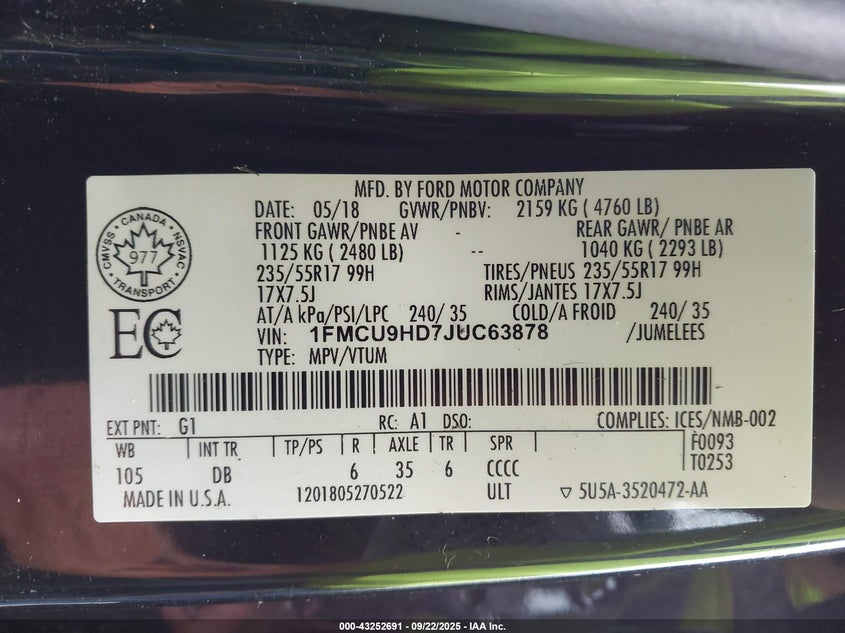 MFD. BY FORD MOTOR COMPANY
DATE: 05/18 GVWR/PNBV: 2159 KG ( 4760 LB)
FRONT GAWR/PNBE AV - REAR GAWR/ PNBE AR
1125 KG ( 2480 LB) -- 1040 KG ( 2293 LB)
235/55R17 99H TIRES/PNEUS 235/55R17 99H
17X7.5J RIMS/JANTES 17X7.5J
AT/A kPa/PSI/LPC 240/ 35 COLD/A FROID 240/ 35
VIN: 1FMCU9HD7JUC63878 /JUMELEES
TYPE: MPV/VTUM
CANADA
CMVSS
NSVAC
977
TRANSPORT
EC
EXT PNT: G1 RC: A1 DSO: COMPLIES: ICES/NMB-002
WB INT TR TP/PS R AXLE TR SPR F0093
105 DB 6 35 6 CCCC T0253
MADE IN U.S.A. 1201805270522 ULT ▽ 5U5A-3520472-AA
000-43252691 - 09/22/2025 - IAA Inc.